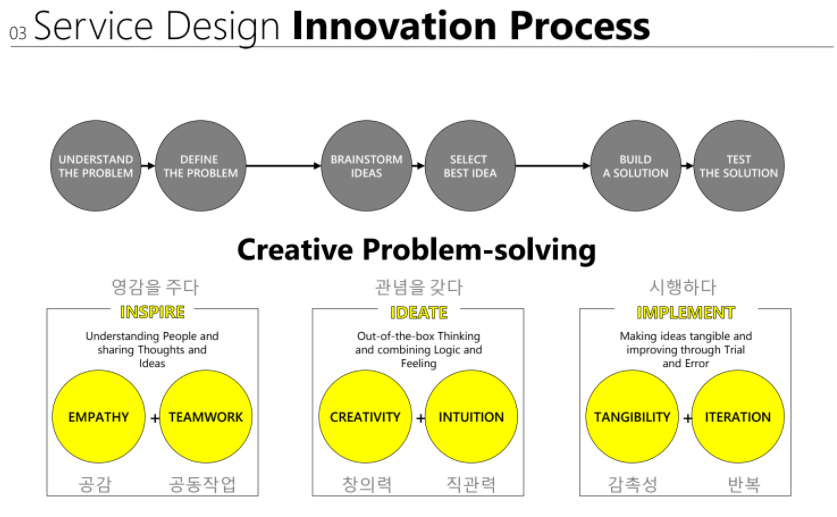 03 Service Design Innovation Process
UNDERSTAND
THE PROBLEM
DEFINE
THE PROBLEM
BRAINSTORM
IDEAS
SELECT
BEST IDEA
BUILD
A SOLUTION
TEST
THE SOLUTION
Creative Problem-solving
영감을 주다
INSPIRE
Understanding People and
sharing Thoughts and
Ideas
EMPATHY + TEAMWORK
공감 공동작업
관념을 갖다
IDEATE
Out-of-the-box Thinking
and combining Logic and
Feeling
CREATIVITY + INTUITION
창의력 직관력
시행하다
IMPLEMENT
Making ideas tangible and
improving through Trial
and Error
TANGIBILITY + ITERATION
감촉성 반복